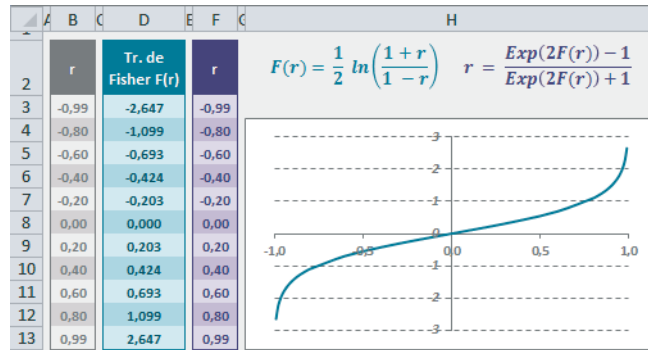 A B C D E F G H
1
2 r Tr. de r F(r) = 1/2 ln((1 + r)/(1 − r)) r = (Exp(2F(r)) − 1)/(Exp(2F(r)) + 1)
Fisher F(r)
3 -0,99 -2,647 -0,99
4 -0,80 -1,099 -0,80
5 -0,60 -0,693 -0,60
6 -0,40 -0,424 -0,40
7 -0,20 -0,203 -0,20
8 0,00 0,000 0,00
9 0,20 0,203 0,20
10 0,40 0,424 0,40
11 0,60 0,693 0,60
12 0,80 1,099 0,80
13 0,99 2,647 0,99
3
2
1
0
-1,0 -0,5 0,0 0,5 1,0
-1
-2
-3